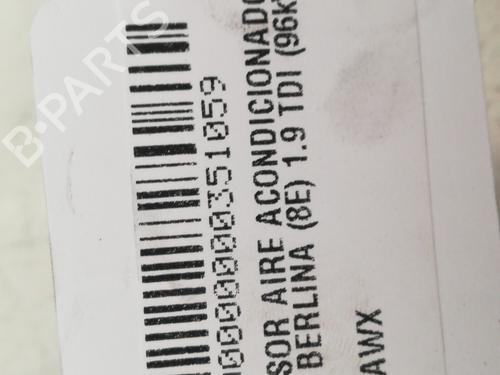 0000000351059
SOR AIRE ACONDICIONADO
BERLINA (8E) 1.9 TDI (96K
AWX
B-PARTS